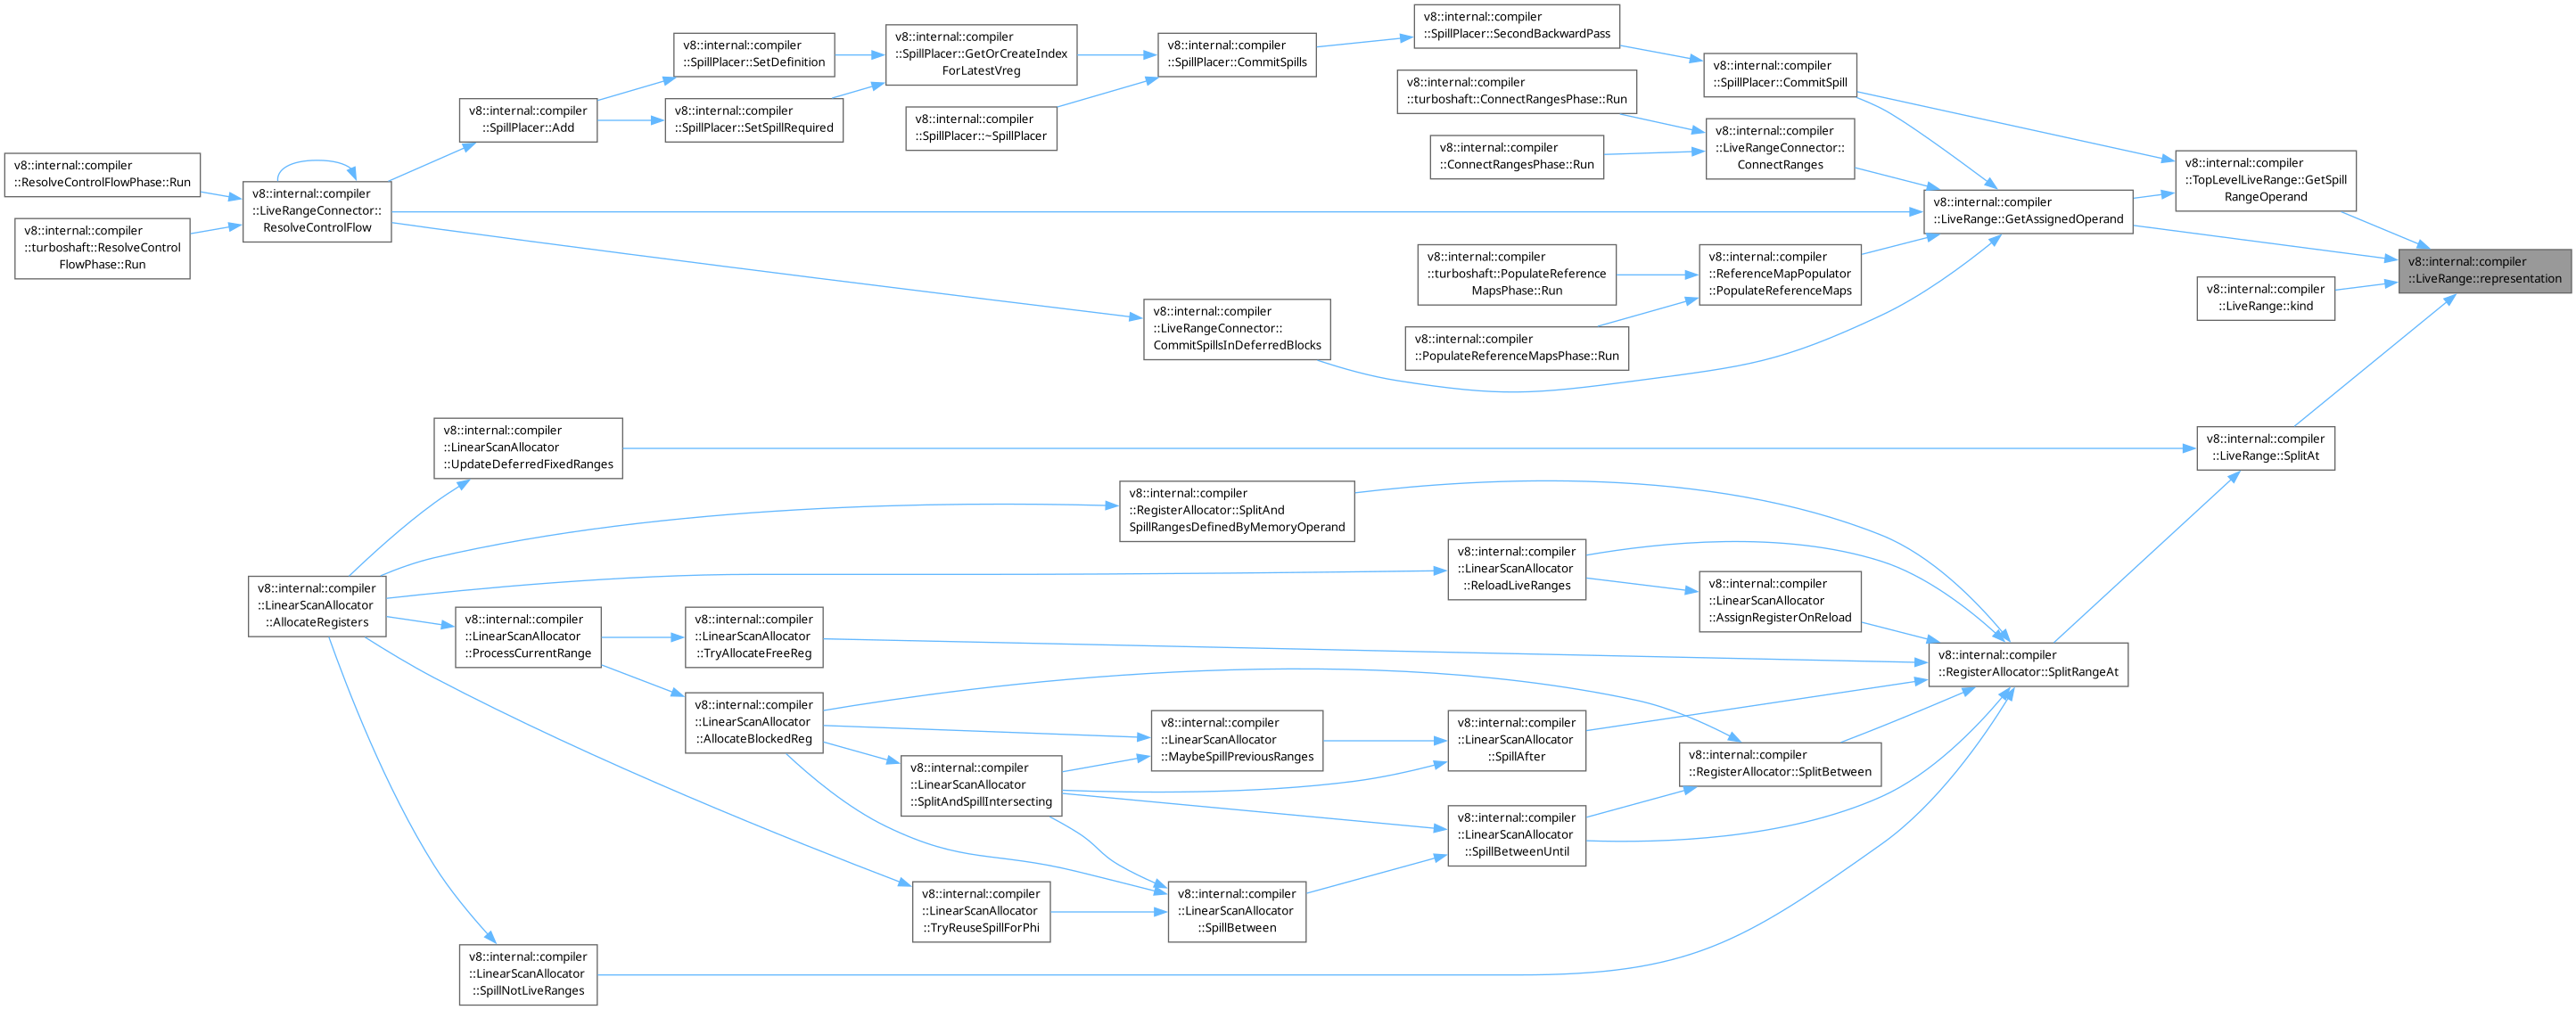 v8::internal::compiler
::SpillPlacer::SecondBackwardPass
v8::internal::compiler
::SpillPlacer::GetOrCreateIndex
ForLatestVreg
v8::internal::compiler
::SpillPlacer::SetDefinition
v8::internal::compiler
::SpillPlacer::CommitSpills
v8::internal::compiler
::SpillPlacer::CommitSpill
v8::internal::compiler
::turboshaft::ConnectRangesPhase::Run
v8::internal::compiler
::SpillPlacer::Add
v8::internal::compiler
::SpillPlacer::SetSpillRequired
v8::internal::compiler
::SpillPlacer::~SpillPlacer
v8::internal::compiler
::LiveRangeConnector::
ConnectRanges
v8::internal::compiler
::ConnectRangesPhase::Run
v8::internal::compiler
::ResolveControlFlowPhase::Run
v8::internal::compiler
::TopLevelLiveRange::GetSpill
RangeOperand
v8::internal::compiler
::LiveRangeConnector::
ResolveControlFlow
v8::internal::compiler
::LiveRange::GetAssignedOperand
v8::internal::compiler
::turboshaft::ResolveControl
FlowPhase::Run
v8::internal::compiler
::turboshaft::PopulateReference
MapsPhase::Run
v8::internal::compiler
::ReferenceMapPopulator
::PopulateReferenceMaps
v8::internal::compiler
::LiveRange::representation
v8::internal::compiler
::LiveRange::kind
v8::internal::compiler
::LiveRangeConnector::
CommitSpillsInDeferredBlocks
v8::internal::compiler
::PopulateReferenceMapsPhase::Run
v8::internal::compiler
::LinearScanAllocator
::UpdateDeferredFixedRanges
v8::internal::compiler
::LiveRange::SplitAt
v8::internal::compiler
::RegisterAllocator::SplitAnd
SpillRangesDefinedByMemoryOperand
v8::internal::compiler
::LinearScanAllocator
::ReloadLiveRanges
v8::internal::compiler
::LinearScanAllocator
::AllocateRegisters
v8::internal::compiler
::LinearScanAllocator
::AssignRegisterOnReload
v8::internal::compiler
::LinearScanAllocator
::ProcessCurrentRange
v8::internal::compiler
::LinearScanAllocator
::TryAllocateFreeReg
v8::internal::compiler
::RegisterAllocator::SplitRangeAt
v8::internal::compiler
::LinearScanAllocator
::AllocateBlockedReg
v8::internal::compiler
::LinearScanAllocator
::MaybeSpillPreviousRanges
v8::internal::compiler
::LinearScanAllocator
::SpillAfter
v8::internal::compiler
::RegisterAllocator::SplitBetween
v8::internal::compiler
::LinearScanAllocator
::SplitAndSpillIntersecting
v8::internal::compiler
::LinearScanAllocator
::SpillBetweenUntil
v8::internal::compiler
::LinearScanAllocator
::TryReuseSpillForPhi
v8::internal::compiler
::LinearScanAllocator
::SpillBetween
v8::internal::compiler
::LinearScanAllocator
::SpillNotLiveRanges